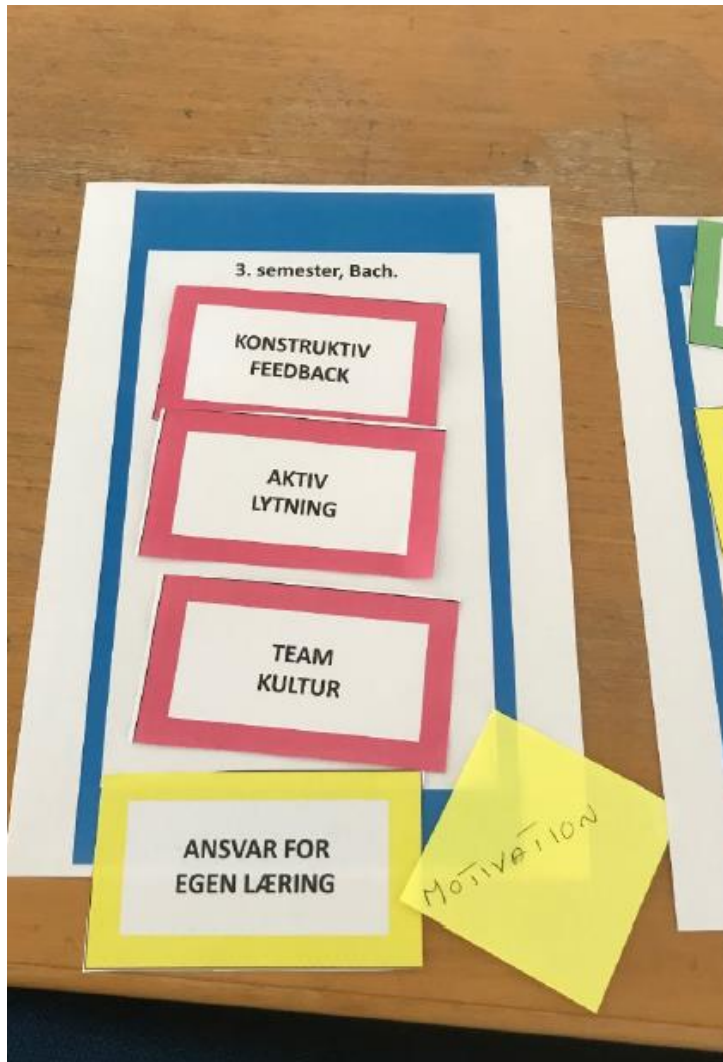 3. semester, Bach.
KONSTRUKTIV
FEEDBACK
AKTIV
LYTNING
TEAM
KULTUR
ANSVAR FOR
EGEN LÆRING
MOTIVATION